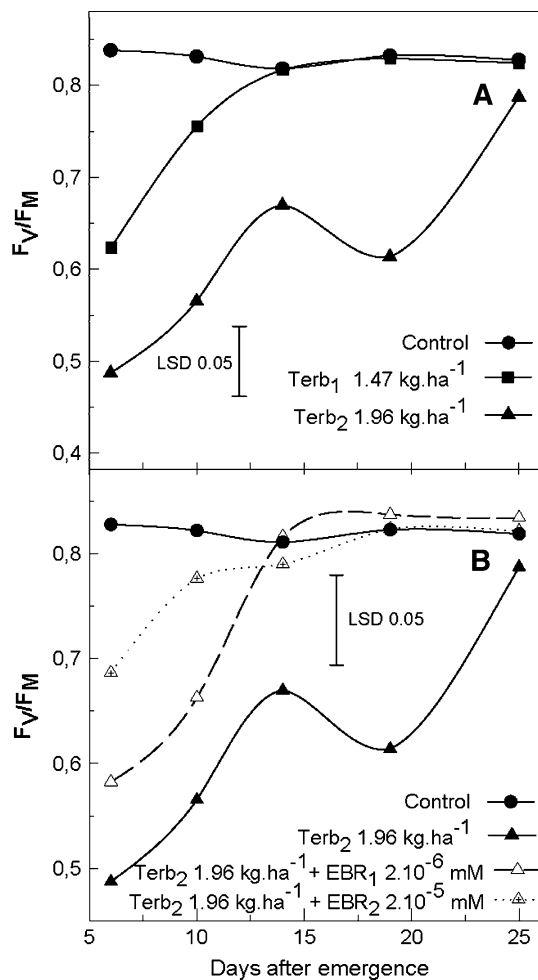 0,8
0,7
0,6
0,5
0,4
FV/FM
A
LSD 0.05
Control
Terb1 1.47 kg.ha-1
Terb2 1.96 kg.ha-1
0,8
0,7
0,6
0,5
FV/FM
B
LSD 0.05
Control
Terb2 1.96 kg.ha-1
Terb2 1.96 kg.ha-1 + EBR1 2.10-6 mM
Terb2 1.96 kg.ha-1 + EBR2 2.10-5 mM
5 10 15 20 25
Days after emergence